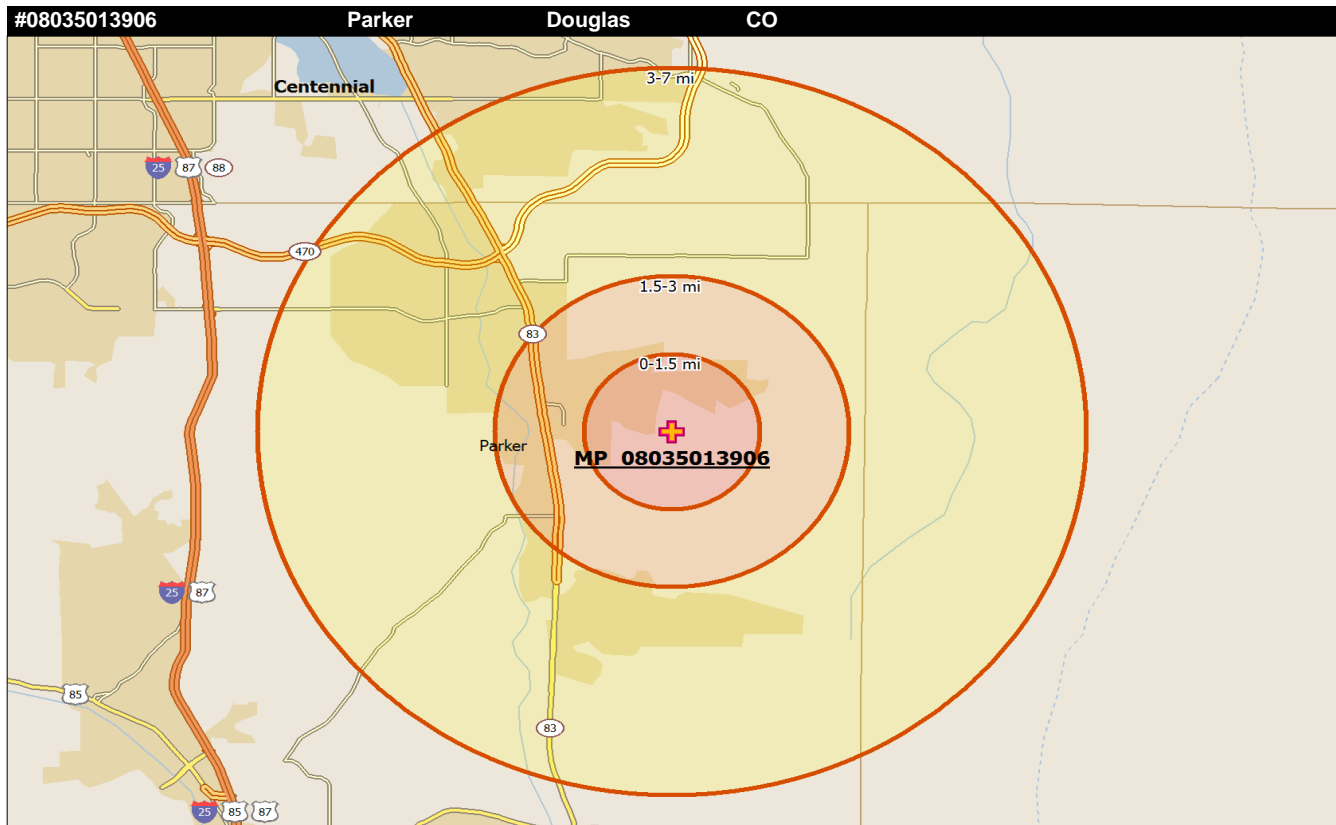 #08035013906 Parker Douglas CO
3-7 mi
Centennial
25 87 88
470
1.5-3 mi
83
0-1.5 mi
Parker
MP 08035013906
25 87
85
83
25 85 87